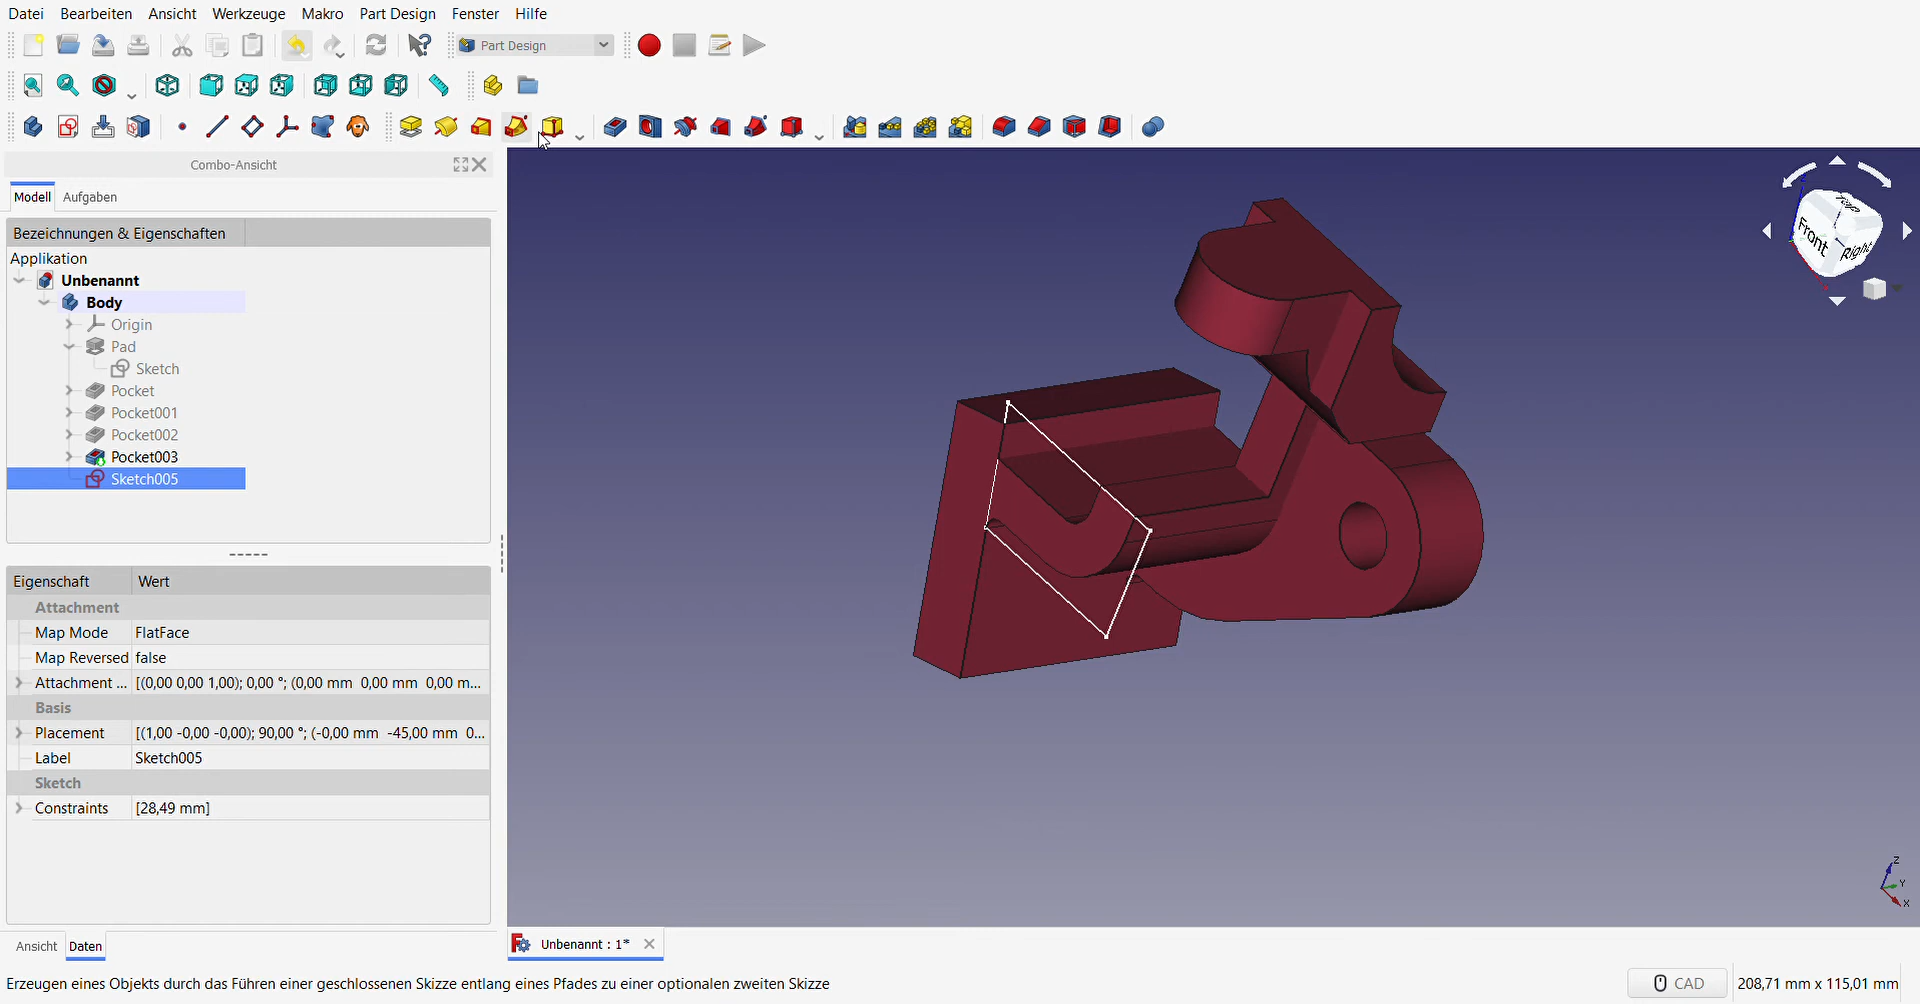 Datei Bearbeiten Ansicht Werkzeuge Makro Part Design Fenster Hilfe
Part Design
Combo-Ansicht
Modell Aufgaben
Bezeichnungen & Eigenschaften
Applikation
Unbenannt
Body
Origin
Pad
Sketch
Pocket
Pocket001
Pocket002
Pocket003
Sketch005
Eigenschaft Wert
Attachment
Map Mode FlatFace
Map Reversed false
Attachment ... [(0,00 0,00 1,00); 0,00 °; (0,00 mm 0,00 mm 0,00 m...
Basis
Placement [(1,00 -0,00 -0,00); 90,00 °; (-0,00 mm -45,00 mm 0...
Label Sketch005
Sketch
Constraints [28,49 mm]
Ansicht Daten
Top
Front
Right
Z
Y
X
Unbenannt : 1*
Erzeugen eines Objekts durch das Führen einer geschlossenen Skizze entlang eines Pfades zu einer optionalen zweiten Skizze
CAD 208,71 mm x 115,01 mm